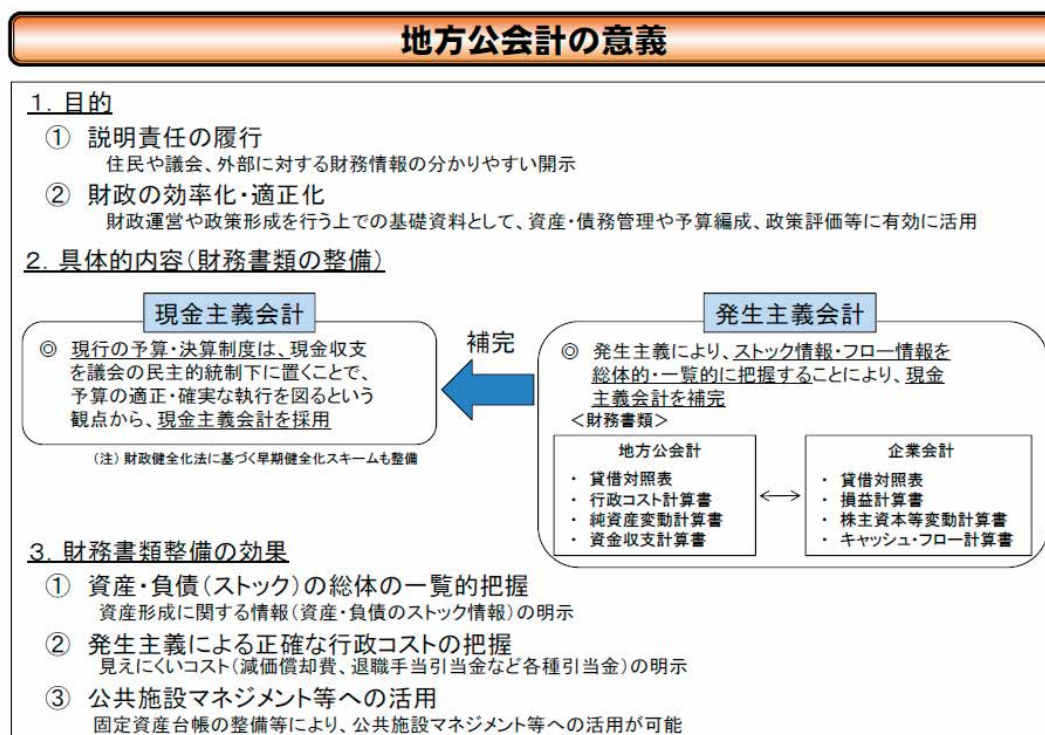 地方公会計の意義
１．目的
① 説明責任の履行
住民や議会、外部に対する財務情報の分かりやすい開示
② 財政の効率化・適正化
財政運営や政策形成を行う上での基礎資料として、資産・債務管理や予算編成、政策評価等に有効に活用
２．具体的内容（財務書類の整備）
現金主義会計
◎ 現行の予算・決算制度は、現金収支
を議会の民主的統制下に置くことで、
予算の適正・確実な執行を図るという
観点から、現金主義会計を採用
（注）財政健全化法に基づく早期健全化スキームも整備
補完
発生主義会計
◎ 発生主義により、ストック情報・フロー情報を
総体的・一覧的に把握することにより、現金
主義会計を補完
＜財務書類＞
地方公会計
・ 貸借対照表
・ 行政コスト計算書
・ 純資産変動計算書
・ 資金収支計算書
企業会計
・ 貸借対照表
・ 損益計算書
・ 株主資本等変動計算書
・ キャッシュ・フロー計算書
３．財務書類整備の効果
① 資産・負債（ストック）の総体の一覧的把握
資産形成に関する情報（資産・負債のストック情報）の明示
② 発生主義による正確な行政コストの把握
見えにくいコスト（減価償却費、退職手当引当金など各種引当金）の明示
③ 公共施設マネジメント等への活用
固定資産台帳の整備等により、公共施設マネジメント等への活用が可能